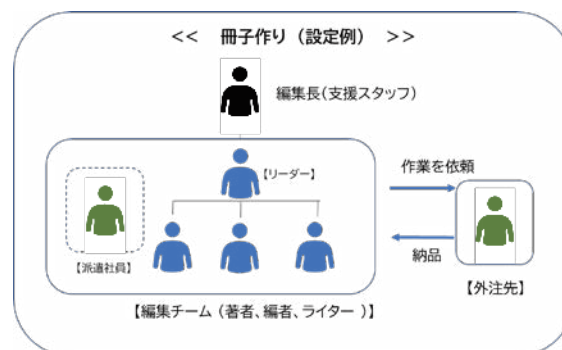 << 冊子作り（設定例） >>
編集長（支援スタッフ）
【リーダー】
作業を依頼
【派遣社員】
納品
【外注先】
【編集チーム（著者、編者、ライター）】